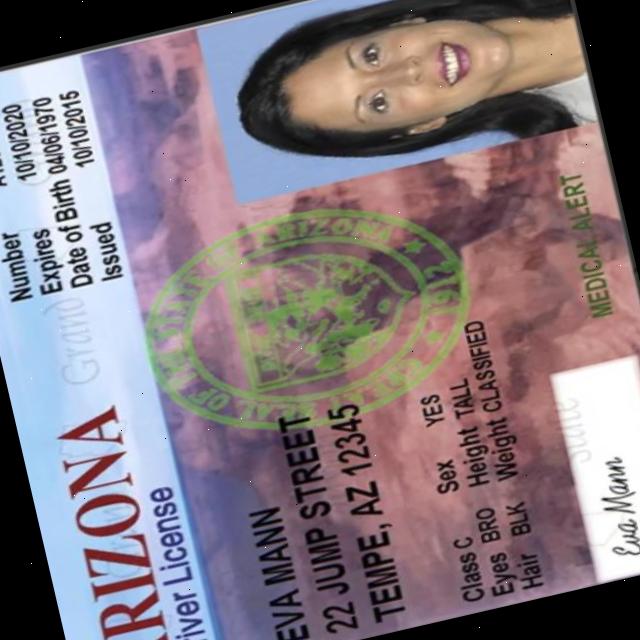 RIZONA
iver License
Number
Expires 10/10/2020
Date of Birth 04/06/1970
Issued 10/10/2015
Grand
ARIZONA
EVA MANN
22 JUMP STREET
TEMPE, AZ 12345
Class C
Eyes BRO
Hair BLK
Sex YES
Height TALL
Weight CLASSIFIED
MEDICAL ALERT
Eva Mann